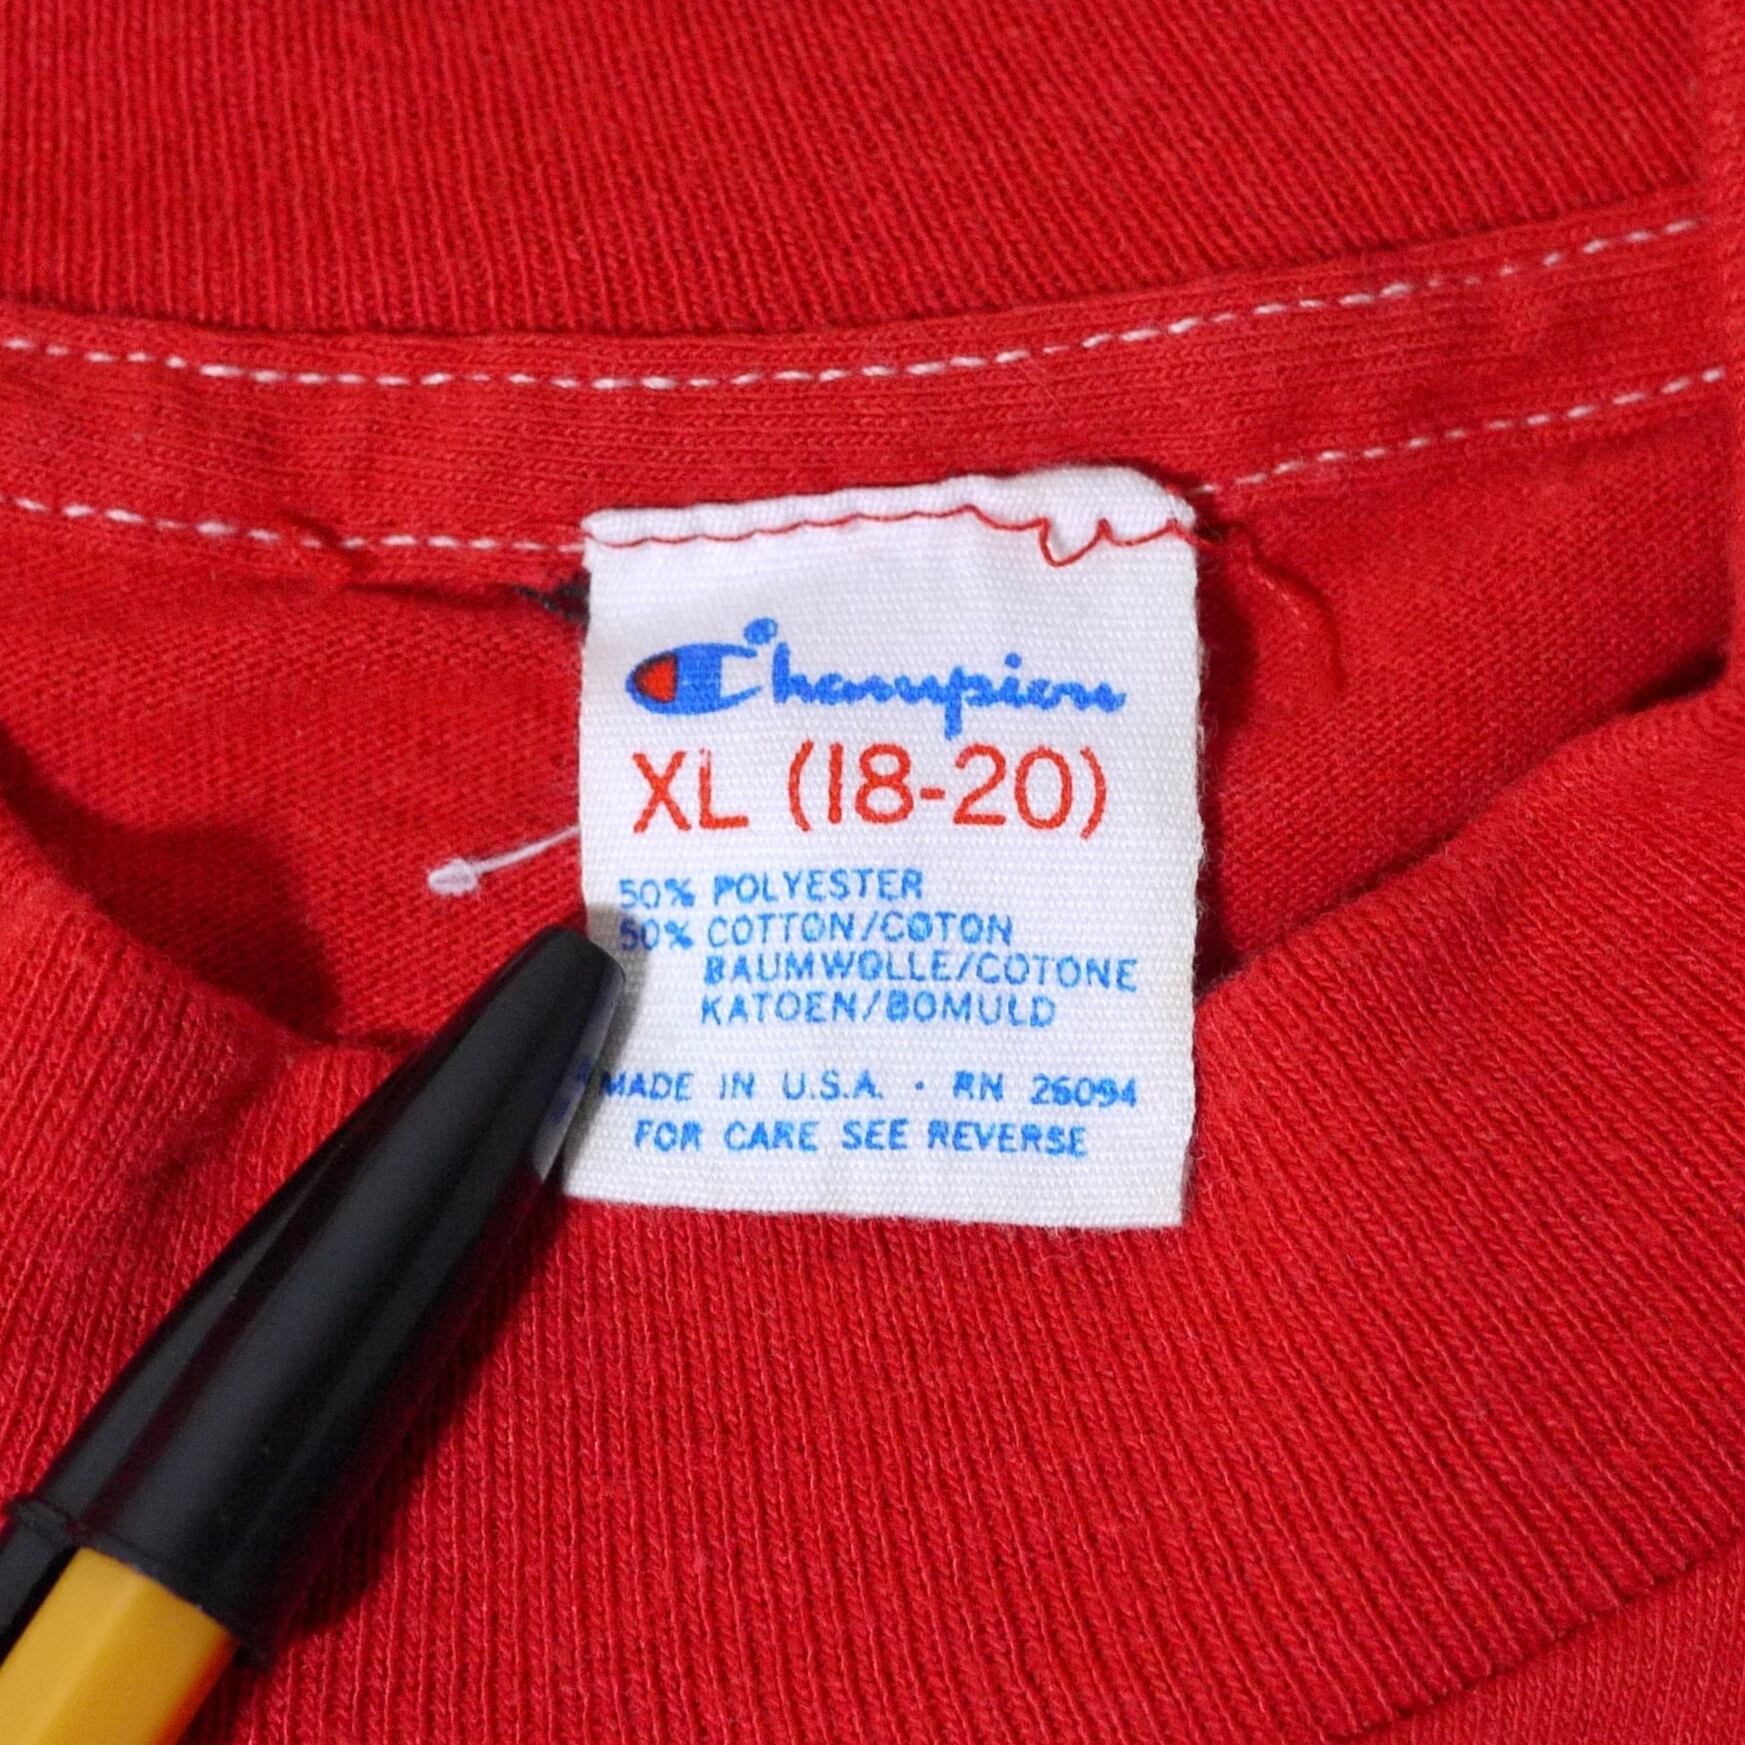 Champion
XL (18-20)
50% POLYESTER
50% COTTON/COTON
BAUMWOLLE/COTONE
KATOEN/BOMULD
MADE IN U.S.A. · RN 26094
FOR CARE SEE REVERSE